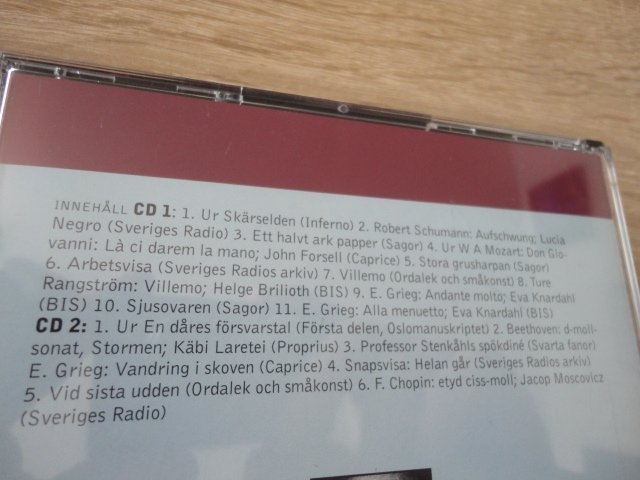 INNEHÅLL CD 1: 1. Ur Skärselden (Inferno) 2. Robert Schumann: Aufschwung; Lucia
Negro (Sveriges Radio) 3. Ett halvt ark papper (Sagor) 4. Ur W A Mozart: Don Gio-
vanni: Là ci darem la mano; John Forsell (Caprice) 5. Stora grusharpan (Sagor)
6. Arbetsvisa (Sveriges Radios arkiv) 7. Villemo (Ordalek och småkonst) 8. Ture
Rangström: Villemo; Helge Brilioth (BIS) 9. E. Grieg: Andante molto; Eva Knardahl
(BIS) 10. Sjusovaren (Sagor) 11. E. Grieg: Alla menuetto; Eva Knardahl (BIS)
CD 2: 1. Ur En dåres försvarstal (Första delen, Oslomanuskriptet) 2. Beethoven: d-moll-
sonat, Stormen; Käbi Laretei (Proprius) 3. Professor Stenkåhls spökdiné (Svarta fanor)
E. Grieg: Vandring i skoven (Caprice) 4. Snapsvisa: Helan går (Sveriges Radios arkiv)
5. Vid sista udden (Ordalek och småkonst) 6. F. Chopin: etyd ciss-moll; Jacop Moscovicz
(Sveriges Radio)